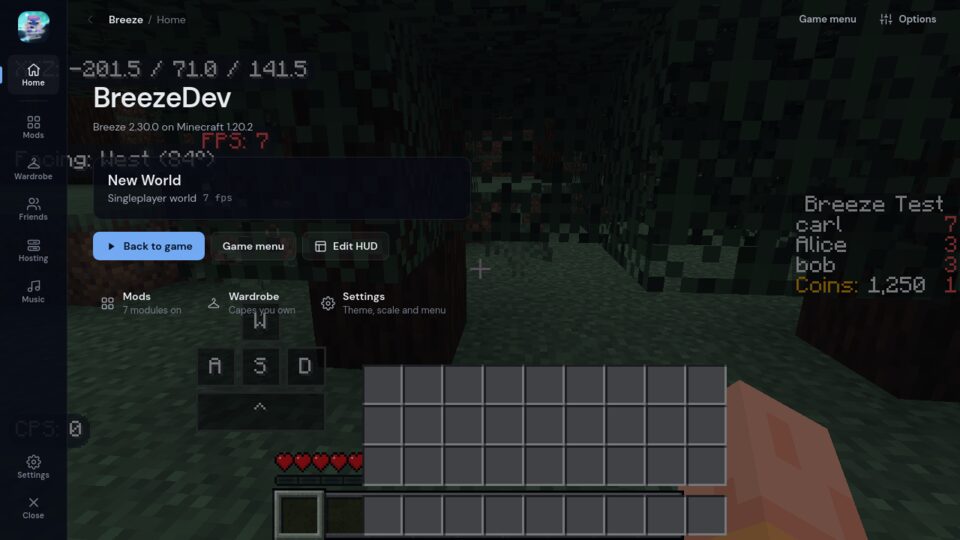 Breeze / Home
Game menu
Options
XYZ: -201.5 / 71.0 / 141.5
Home
BreezeDev
Breeze 2.30.0 on Minecraft 1.20.2
Mods
FPS: 7
Facing: West (84°)
Wardrobe
New World
Singleplayer world 7 fps
Friends
Breeze Test
carl 7
Alice 3
bob 3
Coins: 1,250 1
Hosting
Back to game
Game menu
Edit HUD
Music
Mods
7 modules on
Wardrobe
Capes you own
Settings
Theme, scale and menu
W
A S D
^
CPS: 0
Settings
Close